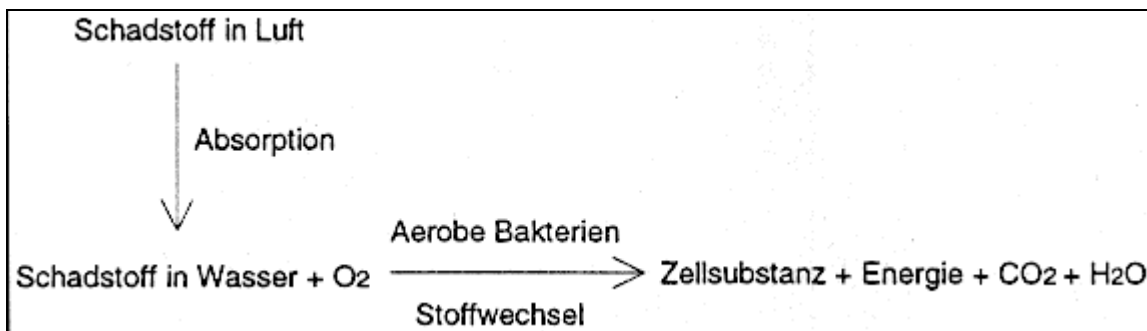 Schadstoff in Luft
Absorption
Aerobe Bakterien
Schadstoff in Wasser + O2
Zellsubstanz + Energie + CO2 + H2O
Stoffwechsel